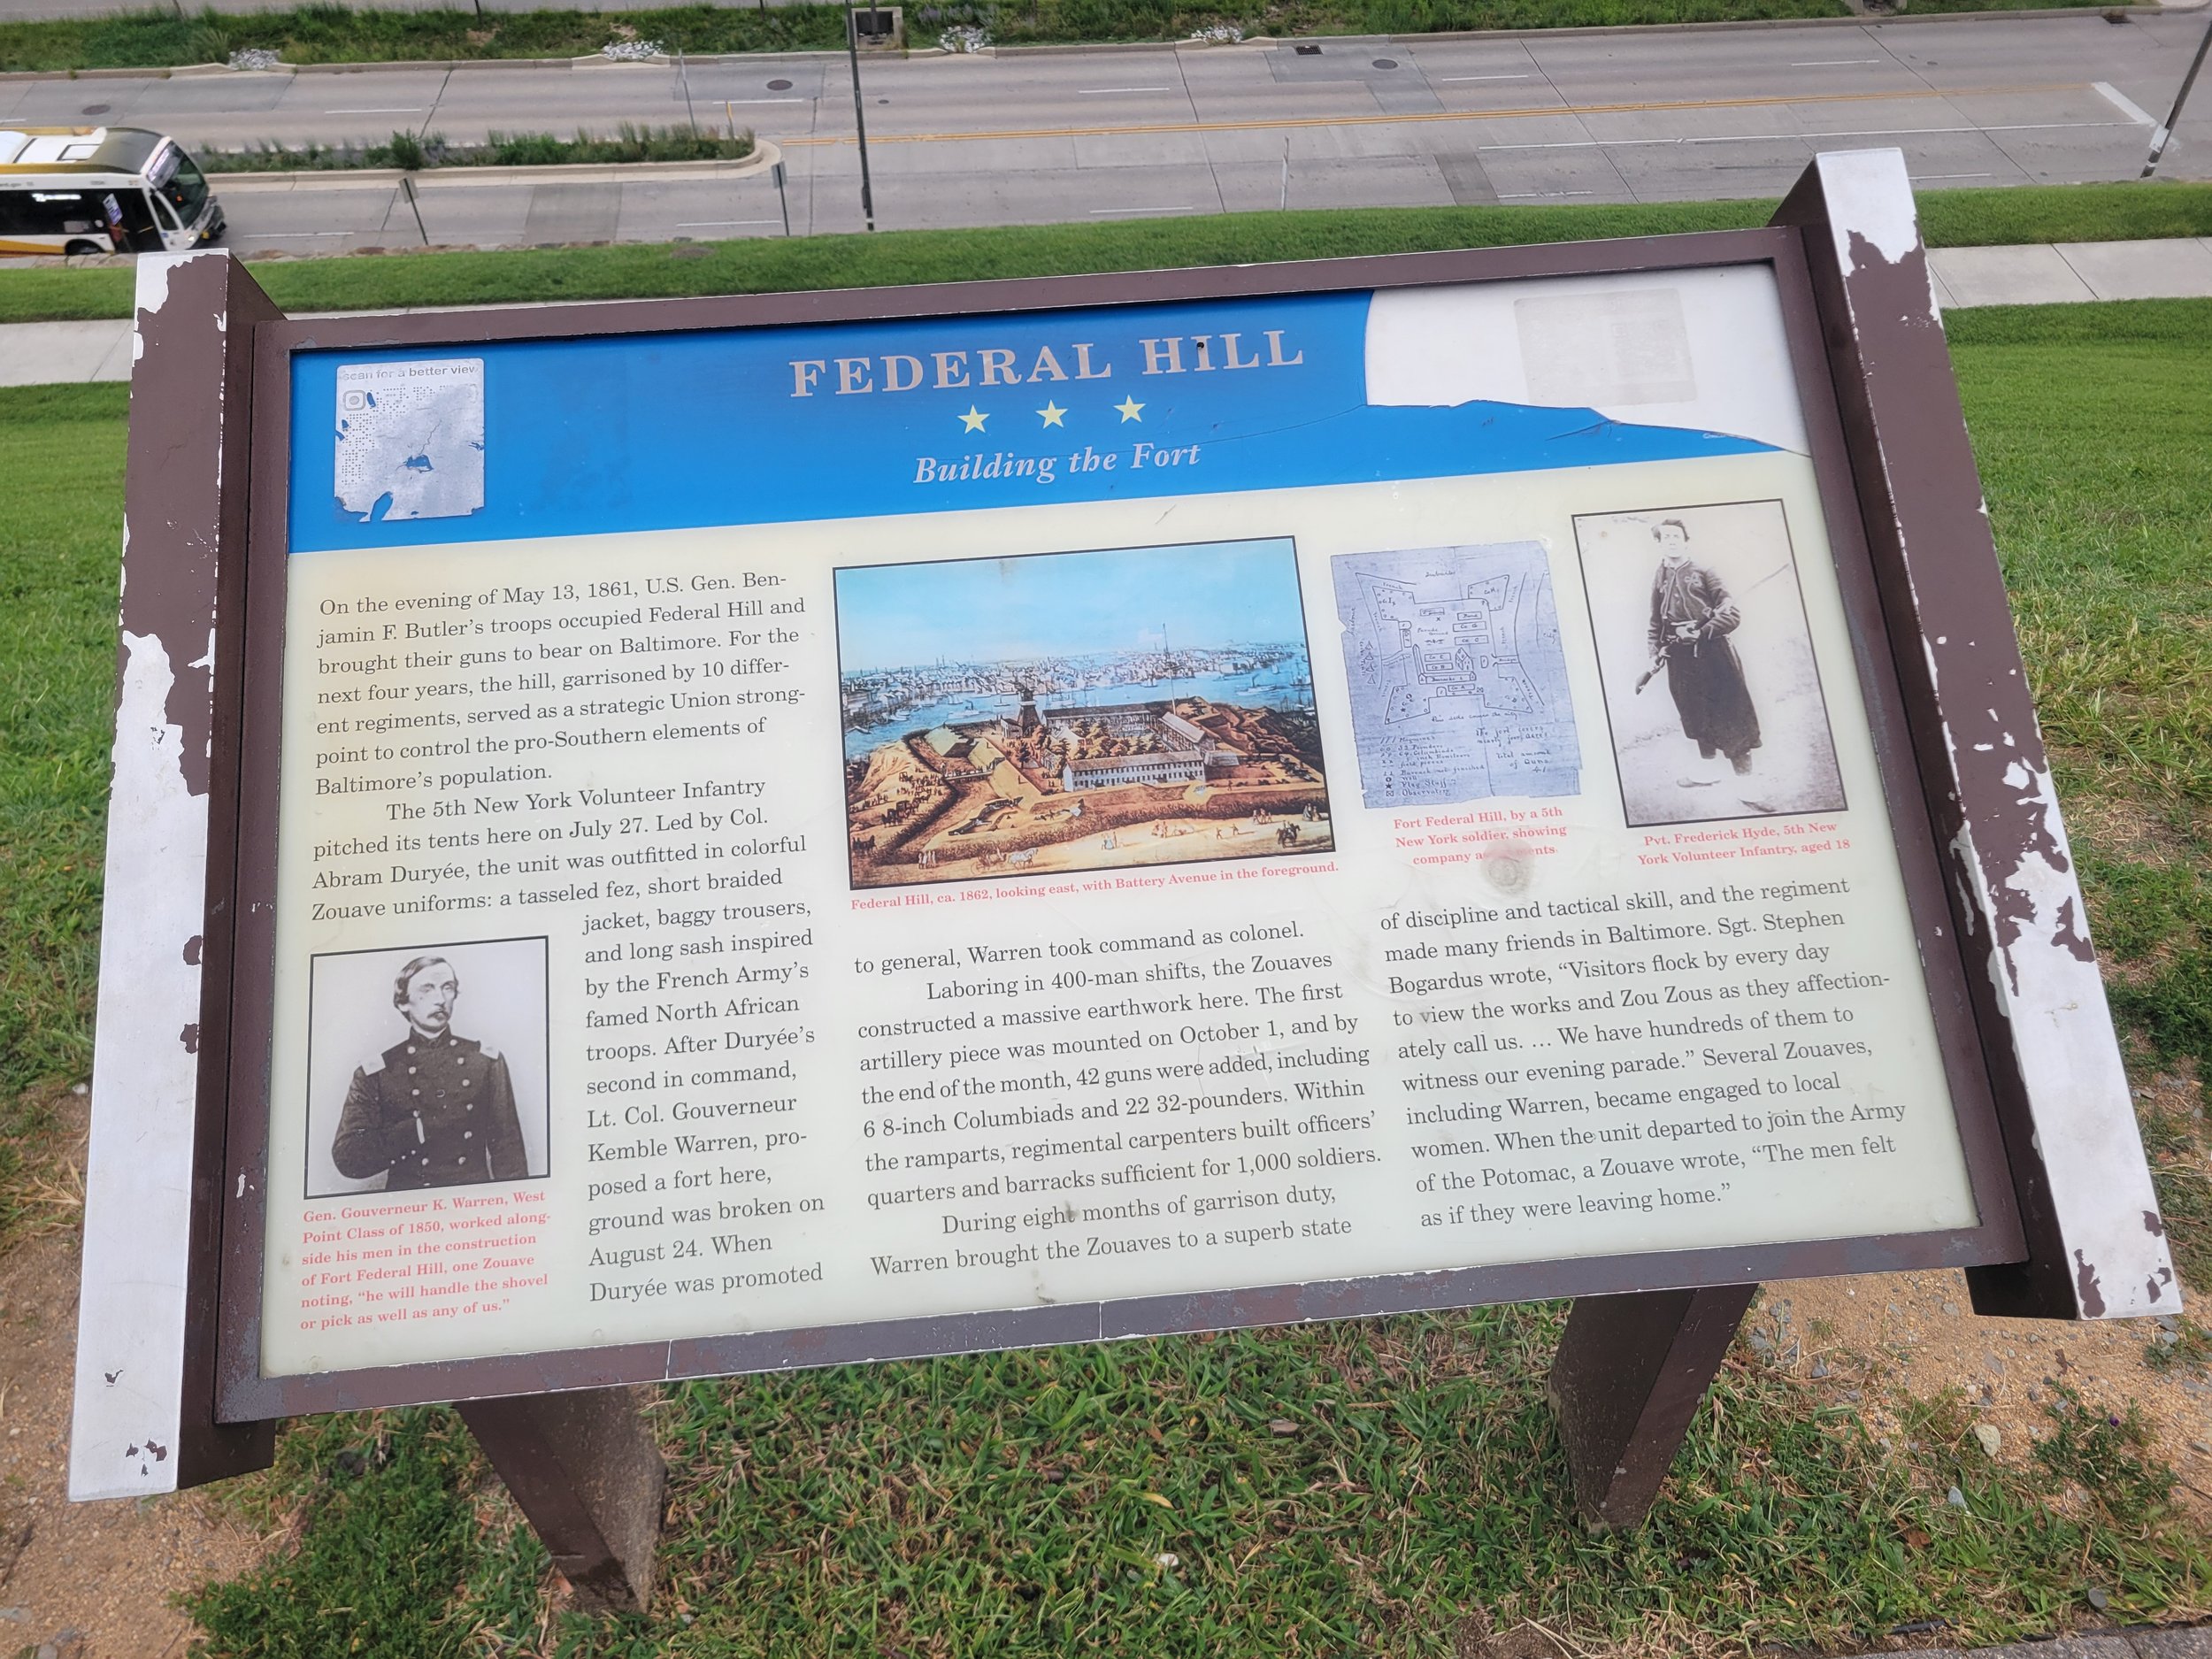 scan for a better view
FEDERAL HILL
Building the Fort
On the evening of May 13, 1861, U.S. Gen. Ben-
jamin F. Butler's troops occupied Federal Hill and
brought their guns to bear on Baltimore. For the
next four years, the hill, garrisoned by 10 differ-
ent regiments, served as a strategic Union strong-
point to control the pro-Southern elements of
Baltimore's population.
The 5th New York Volunteer Infantry
pitched its tents here on July 27. Led by Col.
Abram Duryée, the unit was outfitted in colorful
Zouave uniforms: a tasseled fez, short braided
jacket, baggy trousers,
and long sash inspired
by the French Army's
famed North African
troops. After Duryée's
second in command,
Lt. Col. Gouverneur
Kemble Warren, pro-
posed a fort here,
ground was broken on
August 24. When
Duryée was promoted
Gen. Gouverneur K. Warren, West
Point Class of 1850, worked along-
side his men in the construction
of Fort Federal Hill, one Zouave
noting, "he will handle the shovel
or pick as well as any of us."
Federal Hill, ca. 1862, looking east, with Battery Avenue in the foreground.
to general, Warren took command as colonel.
Laboring in 400-man shifts, the Zouaves
constructed a massive earthwork here. The first
artillery piece was mounted on October 1, and by
the end of the month, 42 guns were added, including
6 8-inch Columbiads and 22 32-pounders. Within
the ramparts, regimental carpenters built officers'
quarters and barracks sufficient for 1,000 soldiers.
During eight months of garrison duty,
Warren brought the Zouaves to a superb state
Fort Federal Hill, by a 5th
New York soldier, showing
company
Pvt. Frederick Hyde, 5th New
York Volunteer Infantry, aged 18
of discipline and tactical skill, and the regiment
made many friends in Baltimore. Sgt. Stephen
Bogardus wrote, "Visitors flock by every day
to view the works and Zou Zous as they affection-
ately call us. … We have hundreds of them to
witness our evening parade." Several Zouaves,
including Warren, became engaged to local
women. When the unit departed to join the Army
of the Potomac, a Zouave wrote, "The men felt
as if they were leaving home."